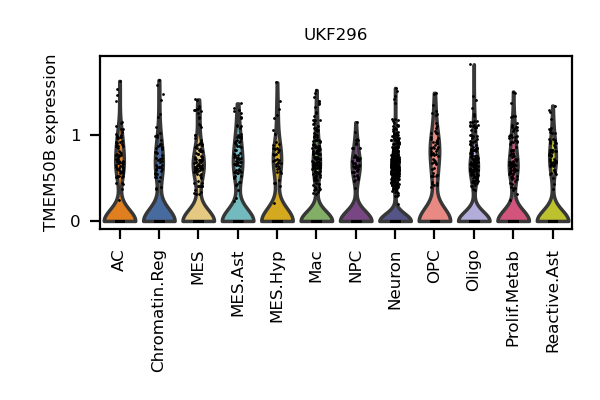 UKF296
TMEM50B expression
1
0
AC
Chromatin.Reg
MES
MES.Ast
MES.Hyp
Mac
NPC
Neuron
OPC
Oligo
Prolif.Metab
Reactive.Ast